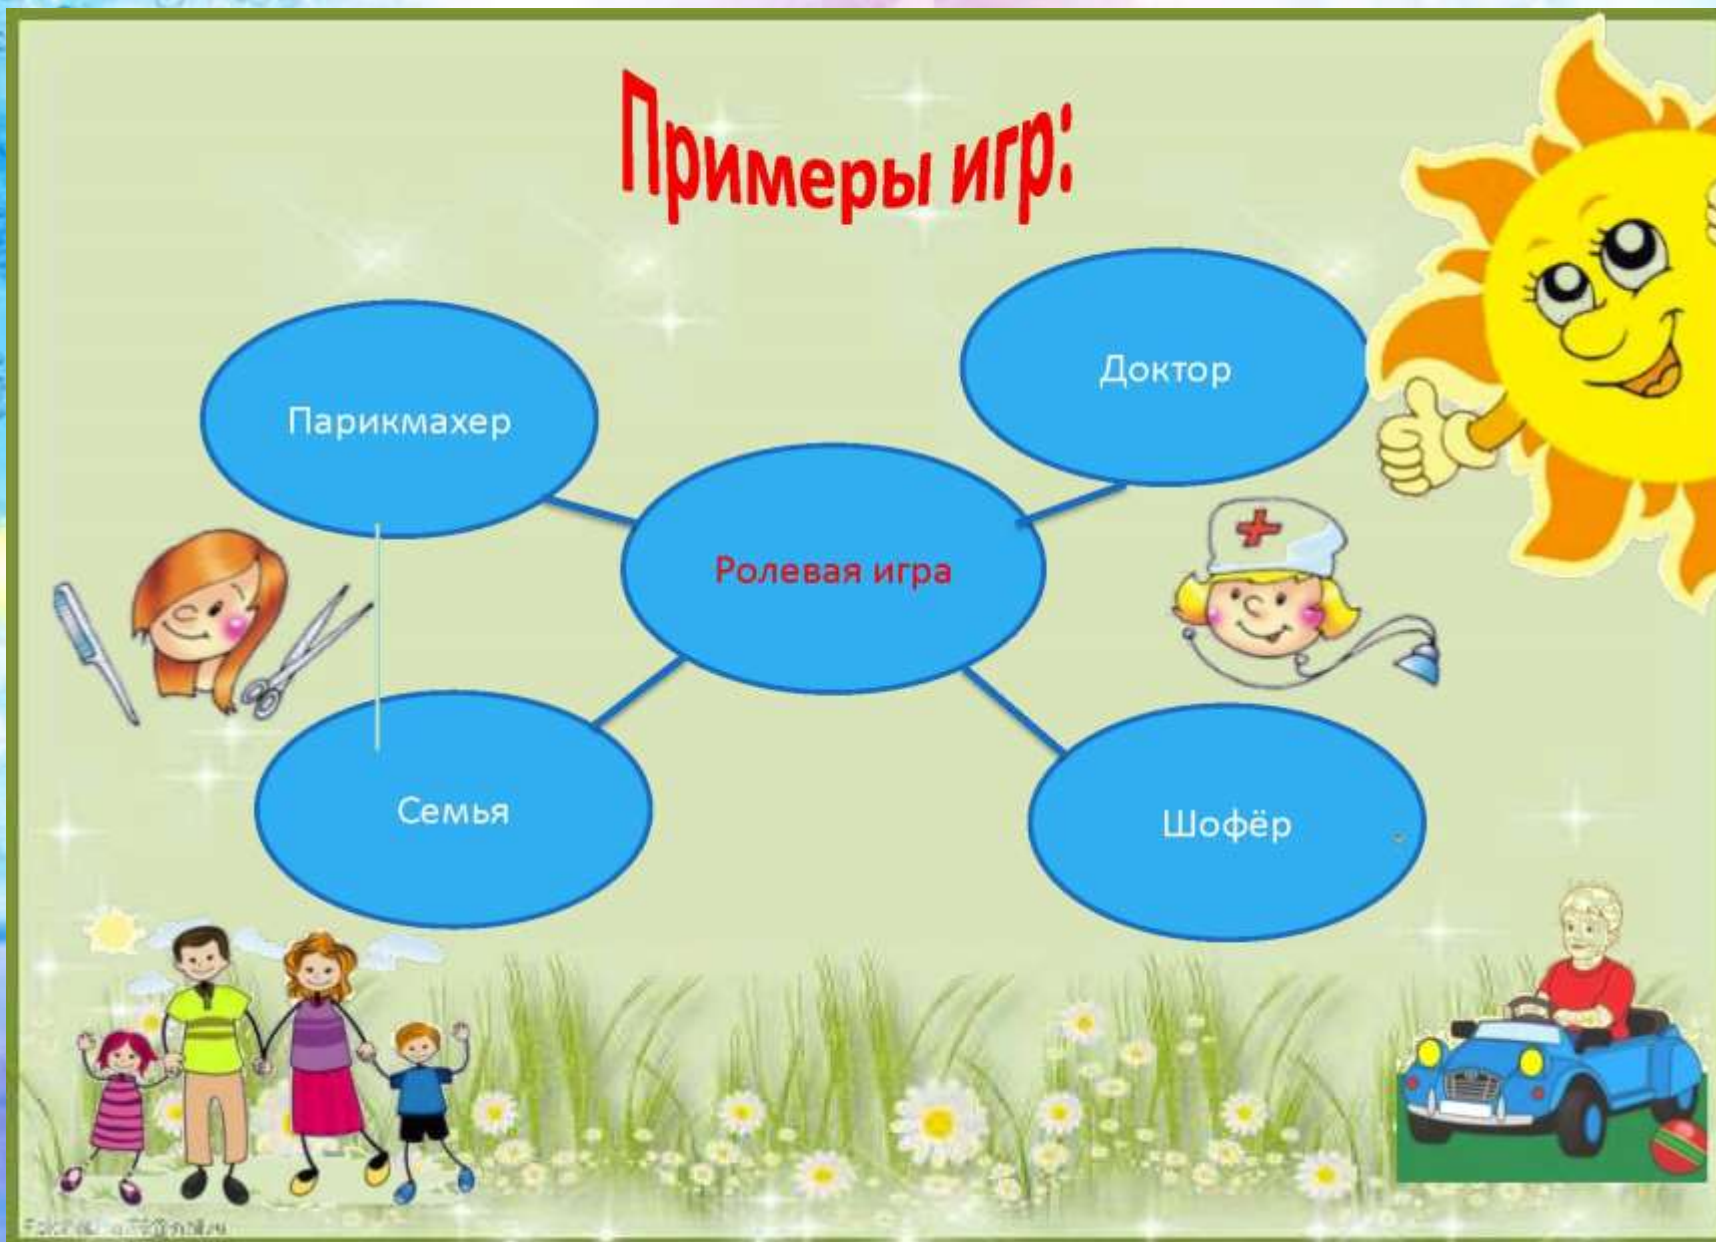 Примеры игр:
Парикмахер
Доктор
Ролевая игра
Семья
Шофёр